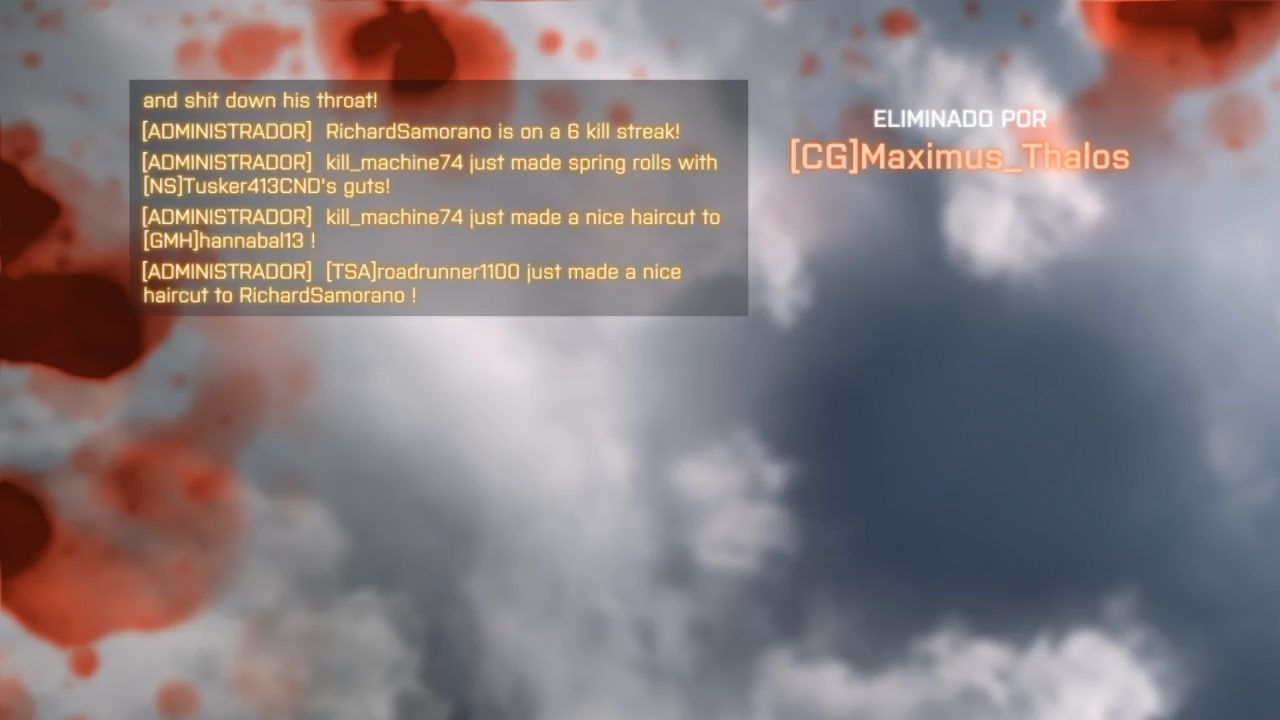 and shit down his throat!
[ADMINISTRADOR] RichardSamorano is on a 6 kill streak!
[ADMINISTRADOR] kill_machine74 just made spring rolls with
[NS]Tusker413CND's guts!
[ADMINISTRADOR] kill_machine74 just made a nice haircut to
[GMH]hannabal13 !
[ADMINISTRADOR] [TSA]roadrunner1100 just made a nice
haircut to RichardSamorano !
ELIMINADO POR
[CG]Maximus_Thalos